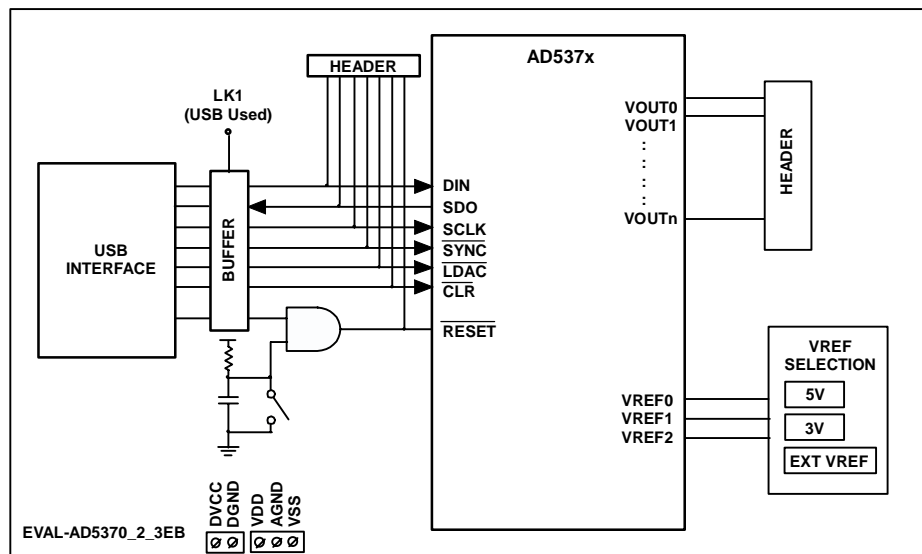 AD537x
HEADER
LK1
(USB Used)
USB
INTERFACE
BUFFER
DIN
SDO
SCLK
SYNC
LDAC
CLR
RESET
VOUT0
VOUT1
VOUTn
HEADER
VREF0
VREF1
VREF2
VREF
SELECTION
5V
3V
EXT VREF
EVAL-AD5370_2_3EB
DVCC
DGND
VDD
AGND
VSS